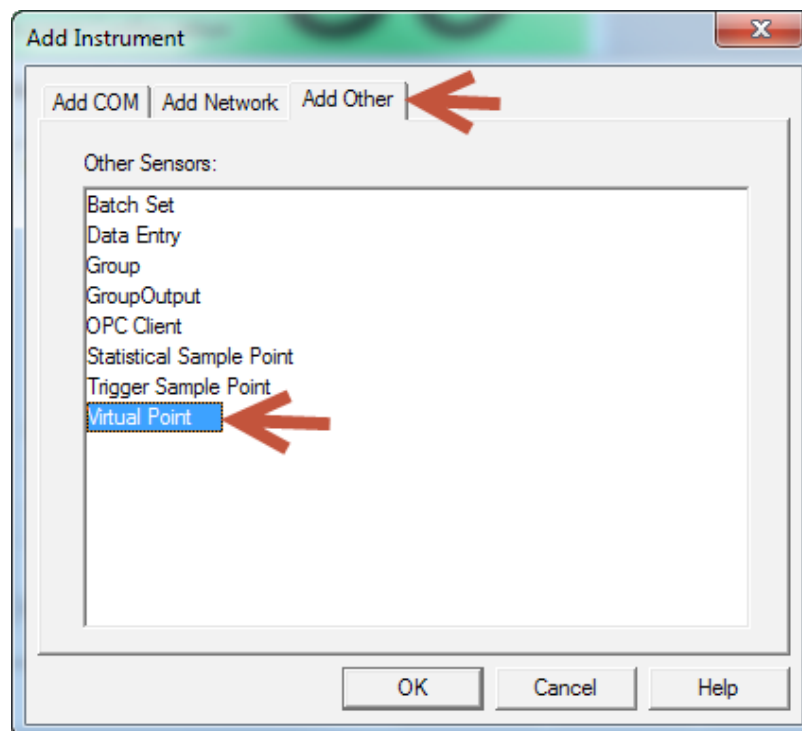 Add Instrument
Add COM
Add Network
Add Other
Other Sensors:
Batch Set
Data Entry
Group
GroupOutput
OPC Client
Statistical Sample Point
Trigger Sample Point
Virtual Point
OK
Cancel
Help